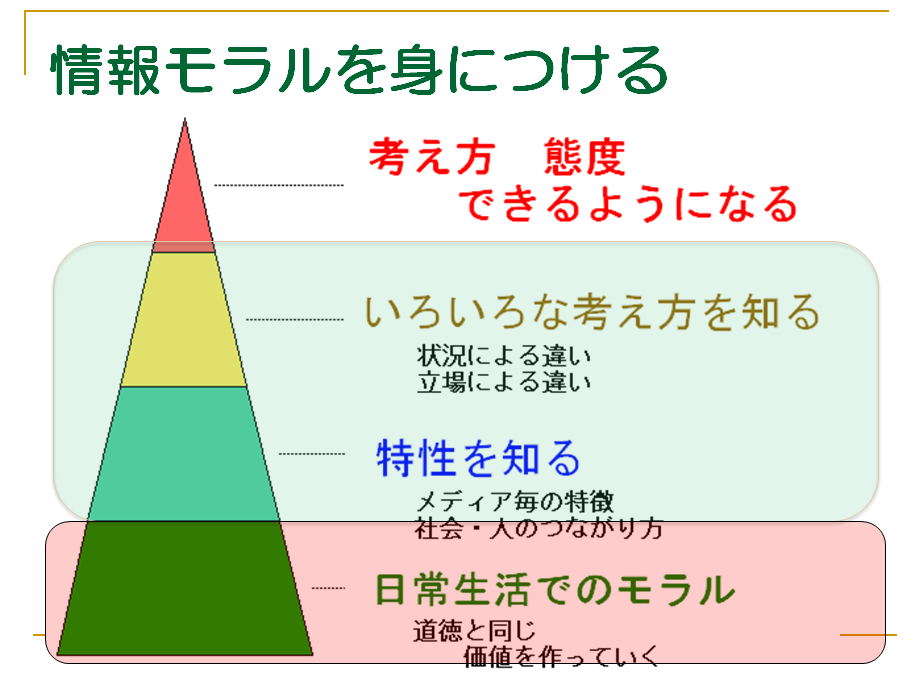 情報モラルを身につける
考え方　態度
できるようになる
いろいろな考え方を知る
状況による違い
立場による違い
特性を知る
メディア毎の特徴
社会・人のつながり方
日常生活でのモラル
道徳と同じ
価値を作っていく